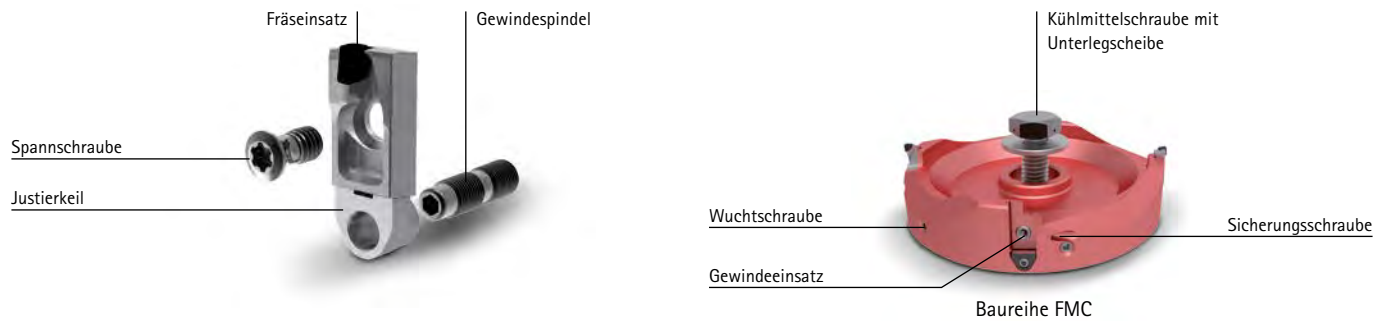 Fräseinsatz
Gewindespindel
Spannschraube
Justierkeil
Kühlmittelschraube mit
Unterlegscheibe
Wuchtschraube
Sicherungsschraube
Gewindeeinsatz
Baureihe FMC